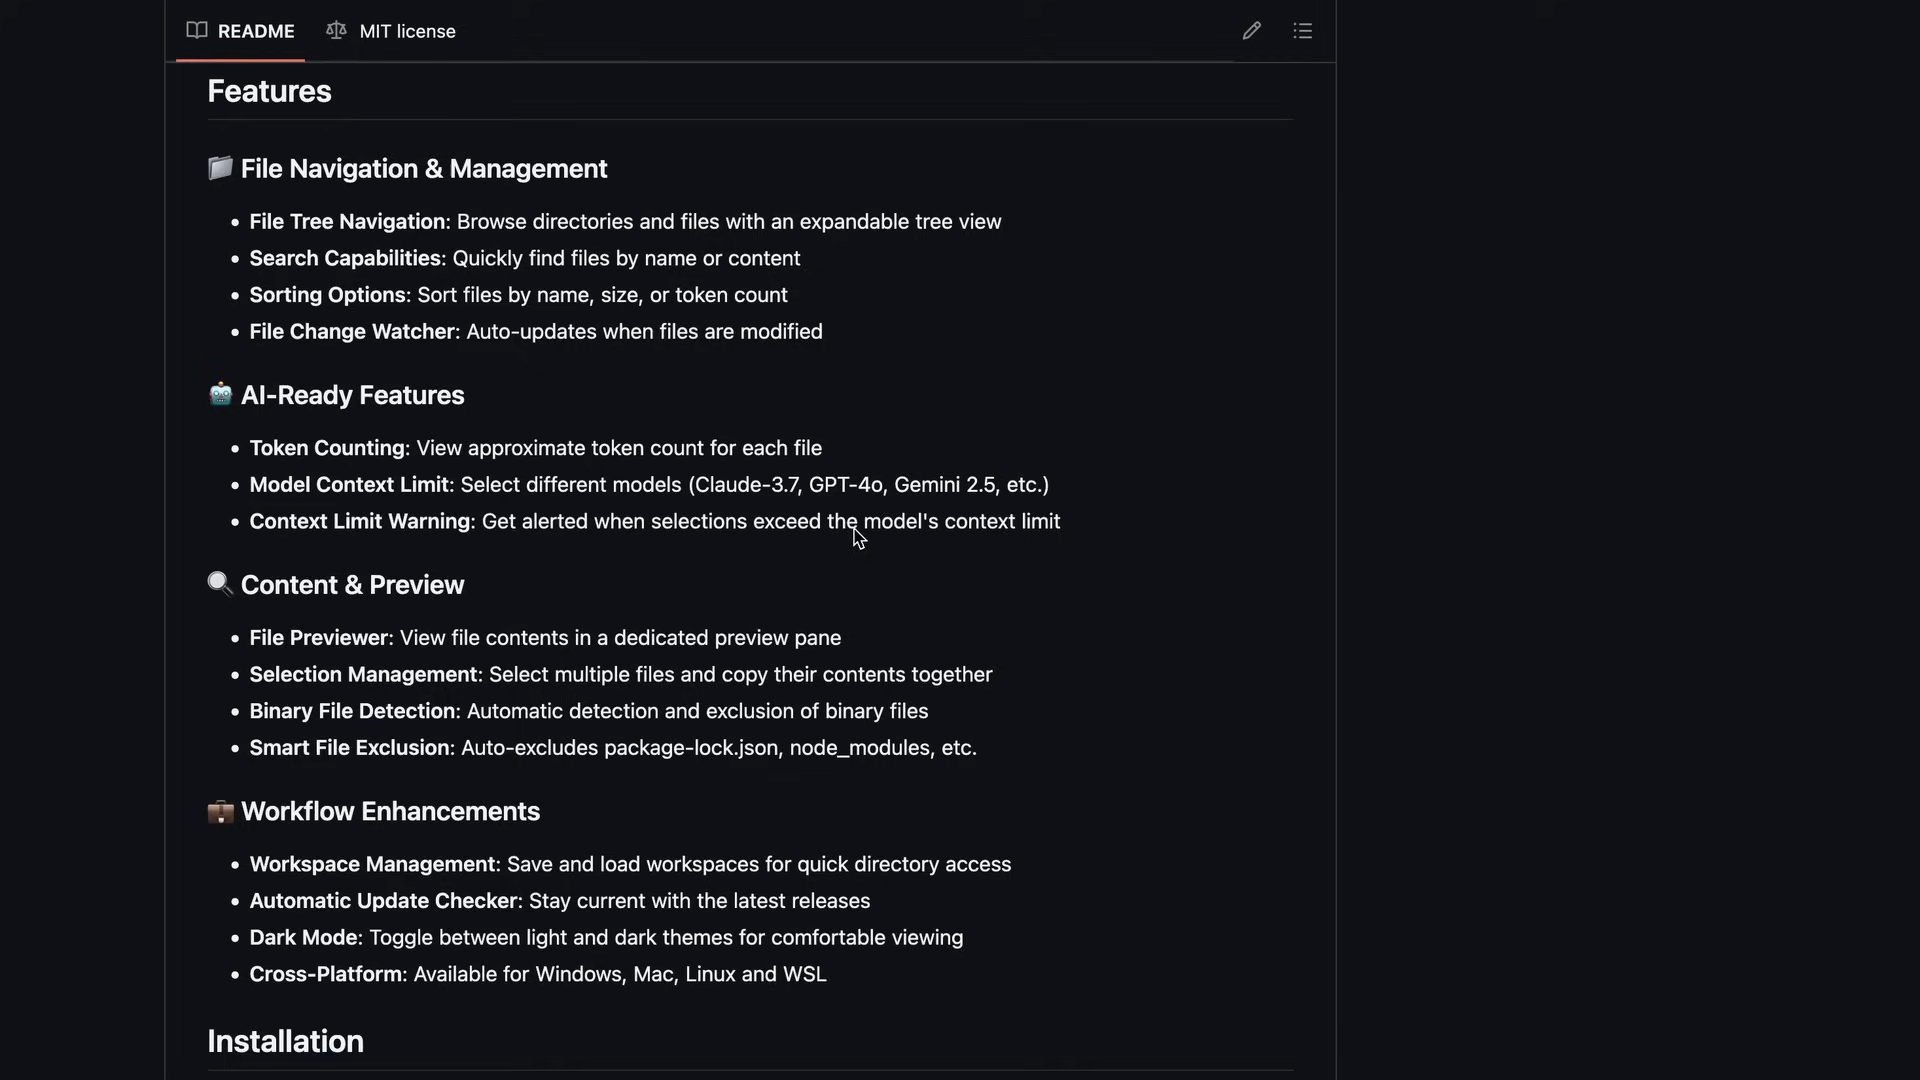 README
MIT license
Features
File Navigation & Management
File Tree Navigation: Browse directories and files with an expandable tree view
Search Capabilities: Quickly find files by name or content
Sorting Options: Sort files by name, size, or token count
File Change Watcher: Auto-updates when files are modified
AI-Ready Features
Token Counting: View approximate token count for each file
Model Context Limit: Select different models (Claude-3.7, GPT-4o, Gemini 2.5, etc.)
Context Limit Warning: Get alerted when selections exceed the model's context limit
Content & Preview
File Previewer: View file contents in a dedicated preview pane
Selection Management: Select multiple files and copy their contents together
Binary File Detection: Automatic detection and exclusion of binary files
Smart File Exclusion: Auto-excludes package-lock.json, node_modules, etc.
Workflow Enhancements
Workspace Management: Save and load workspaces for quick directory access
Automatic Update Checker: Stay current with the latest releases
Dark Mode: Toggle between light and dark themes for comfortable viewing
Cross-Platform: Available for Windows, Mac, Linux and WSL
Installation